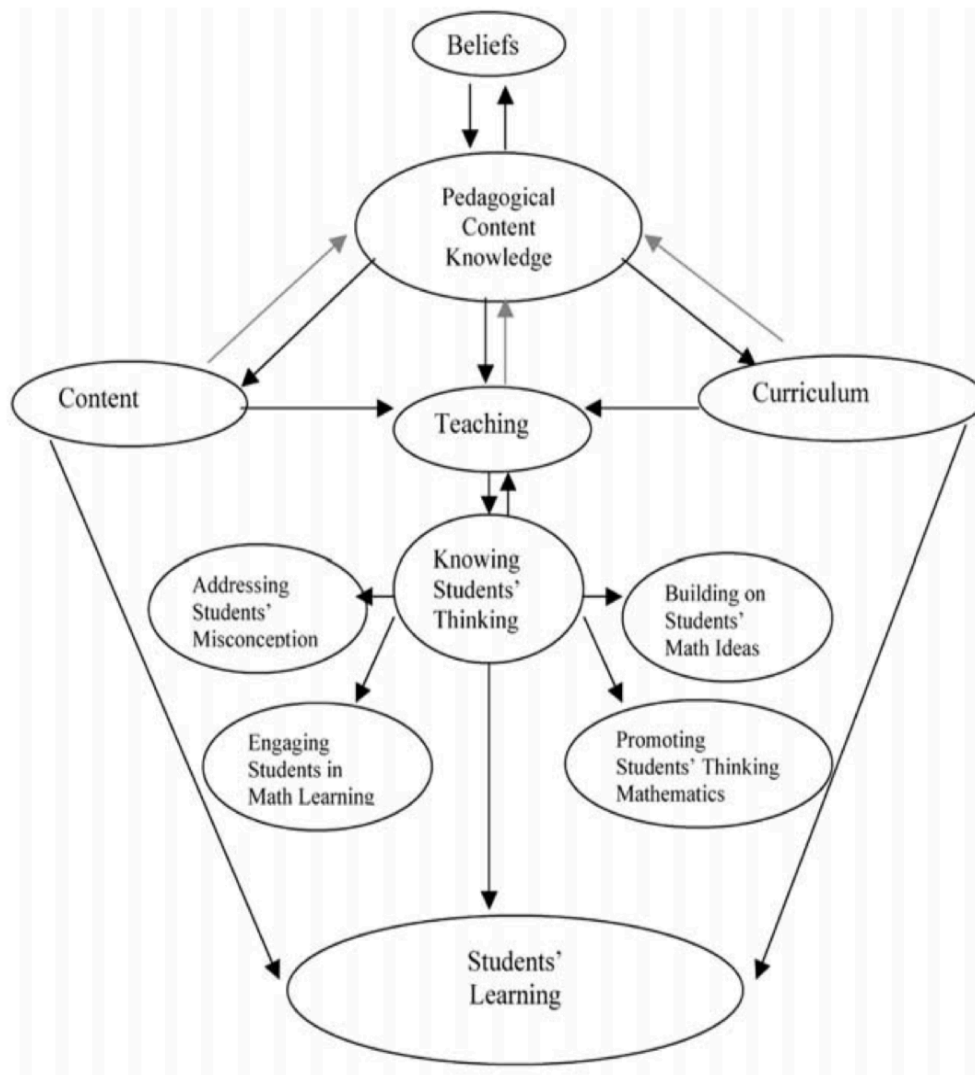 Beliefs
Pedagogical
Content
Knowledge
Content
Curriculum
Teaching
Knowing
Students'
Thinking
Addressing
Students'
Misconception
Building on
Students'
Math Ideas
Engaging
Students in
Math Learning
Promoting
Students' Thinking
Mathematics
Students'
Learning